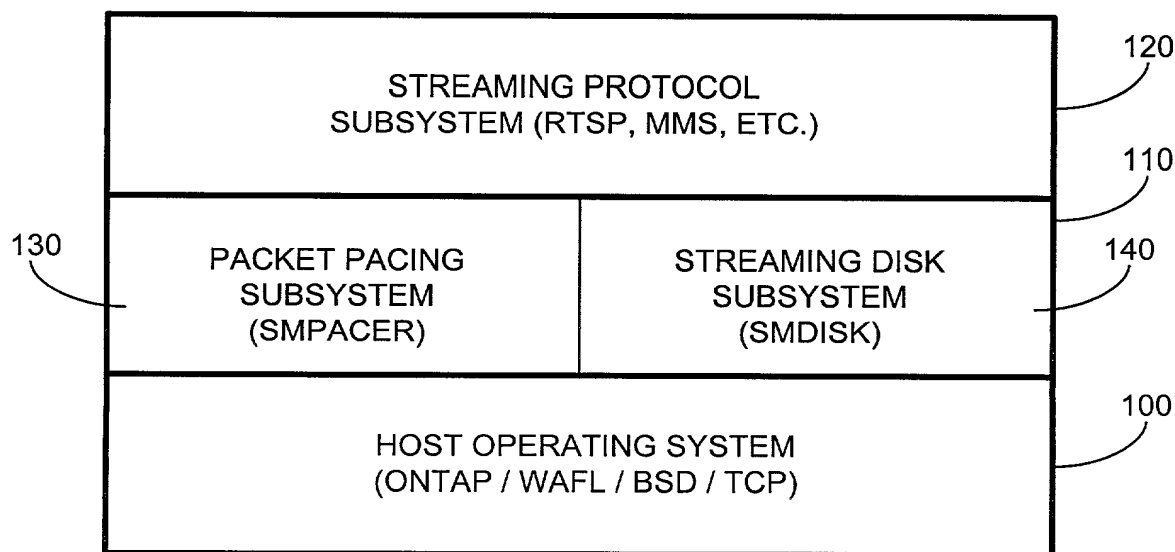 STREAMING PROTOCOL
SUBSYSTEM (RTSP, MMS, ETC.)
120
110
130
PACKET PACING
SUBSYSTEM
(SMPACER)
STREAMING DISK
SUBSYSTEM
(SMDISK)
140
HOST OPERATING SYSTEM
(ONTAP / WAFL / BSD / TCP)
100